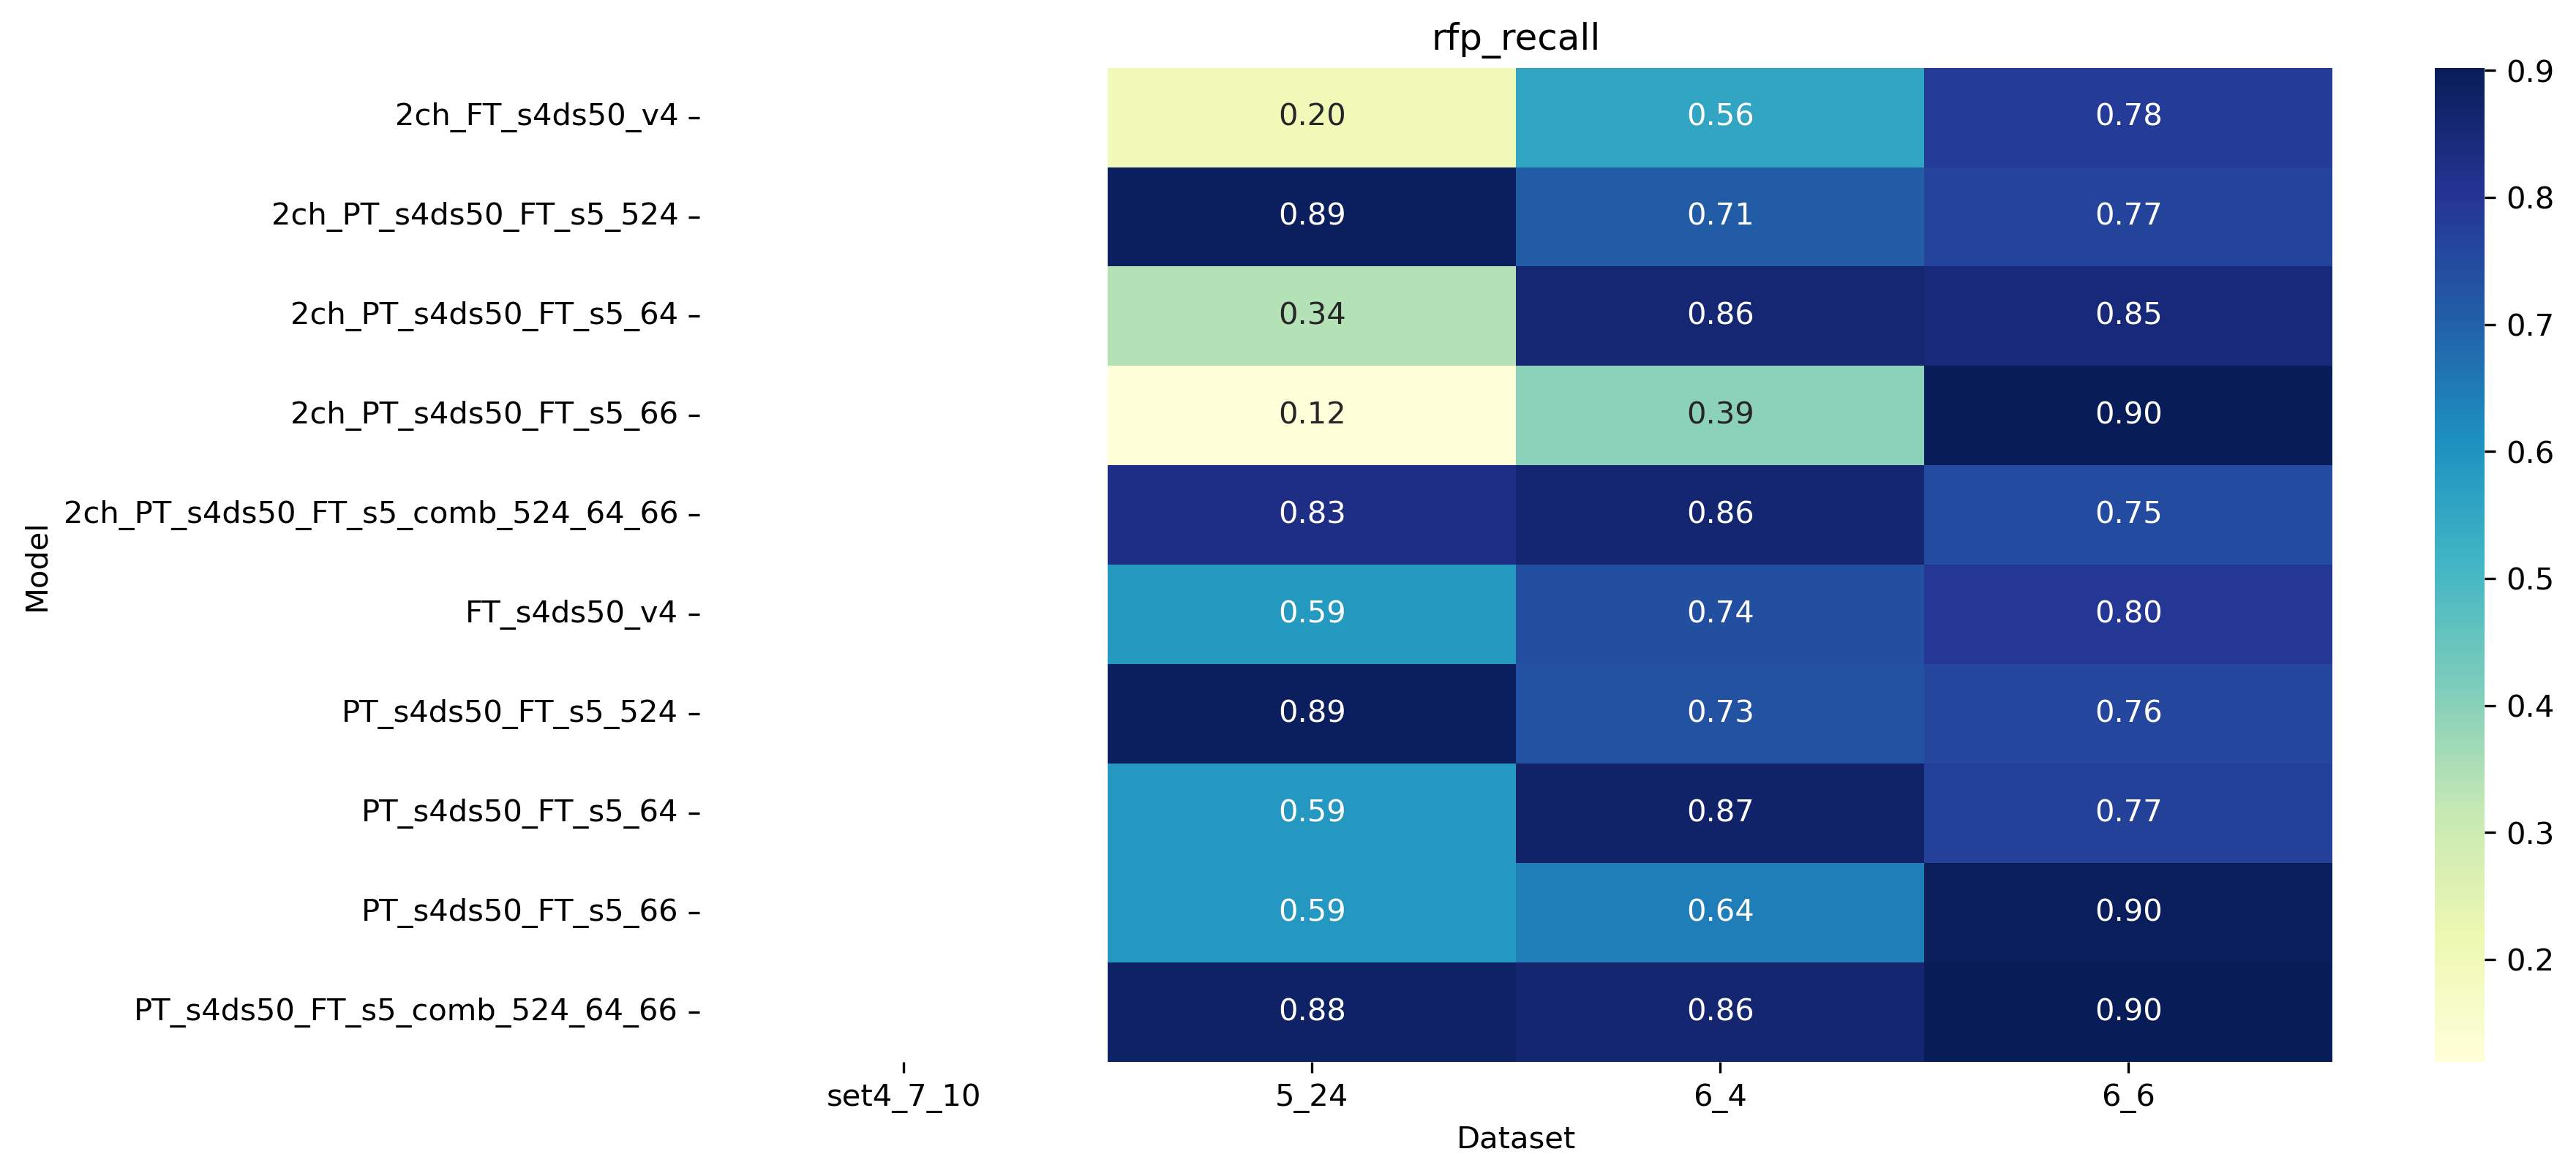 rfp_recall
Model
2ch_FT_s4ds50_v4 0.20 0.56 0.78
2ch_PT_s4ds50_FT_s5_524 0.89 0.71 0.77
2ch_PT_s4ds50_FT_s5_64 0.34 0.86 0.85
2ch_PT_s4ds50_FT_s5_66 0.12 0.39 0.90
2ch_PT_s4ds50_FT_s5_comb_524_64_66 0.83 0.86 0.75
FT_s4ds50_v4 0.59 0.74 0.80
PT_s4ds50_FT_s5_524 0.89 0.73 0.76
PT_s4ds50_FT_s5_64 0.59 0.87 0.77
PT_s4ds50_FT_s5_66 0.59 0.64 0.90
PT_s4ds50_FT_s5_comb_524_64_66 0.88 0.86 0.90
set4_7_10 5_24 6_4 6_6
Dataset
0.9
0.8
0.7
0.6
0.5
0.4
0.3
0.2